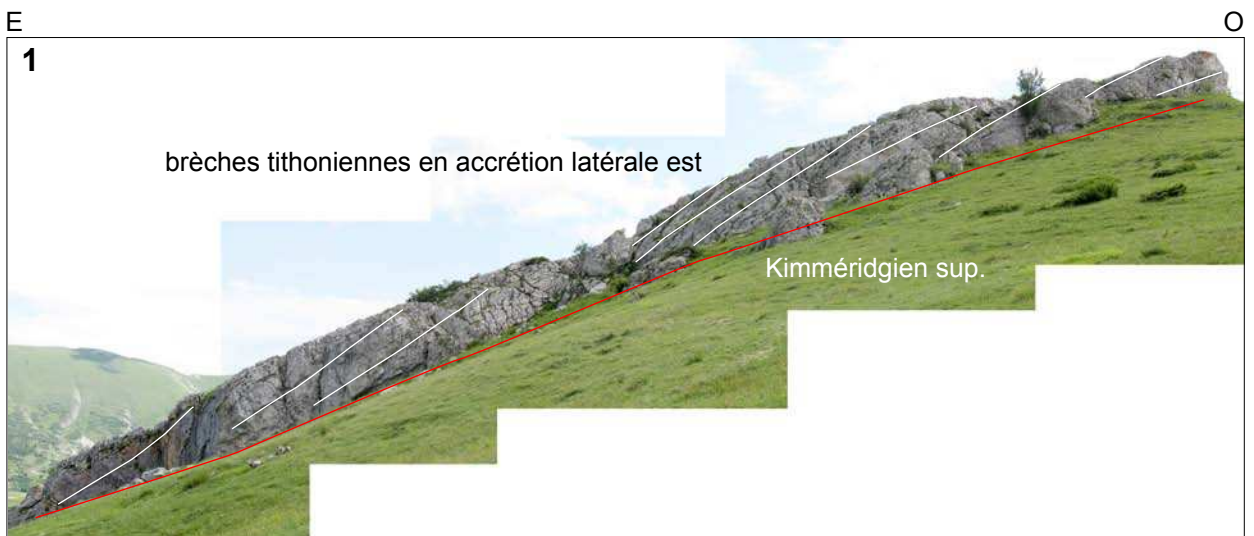 E O
1
brèches tithoniennes en accrétion latérale est
Kimméridgien sup.